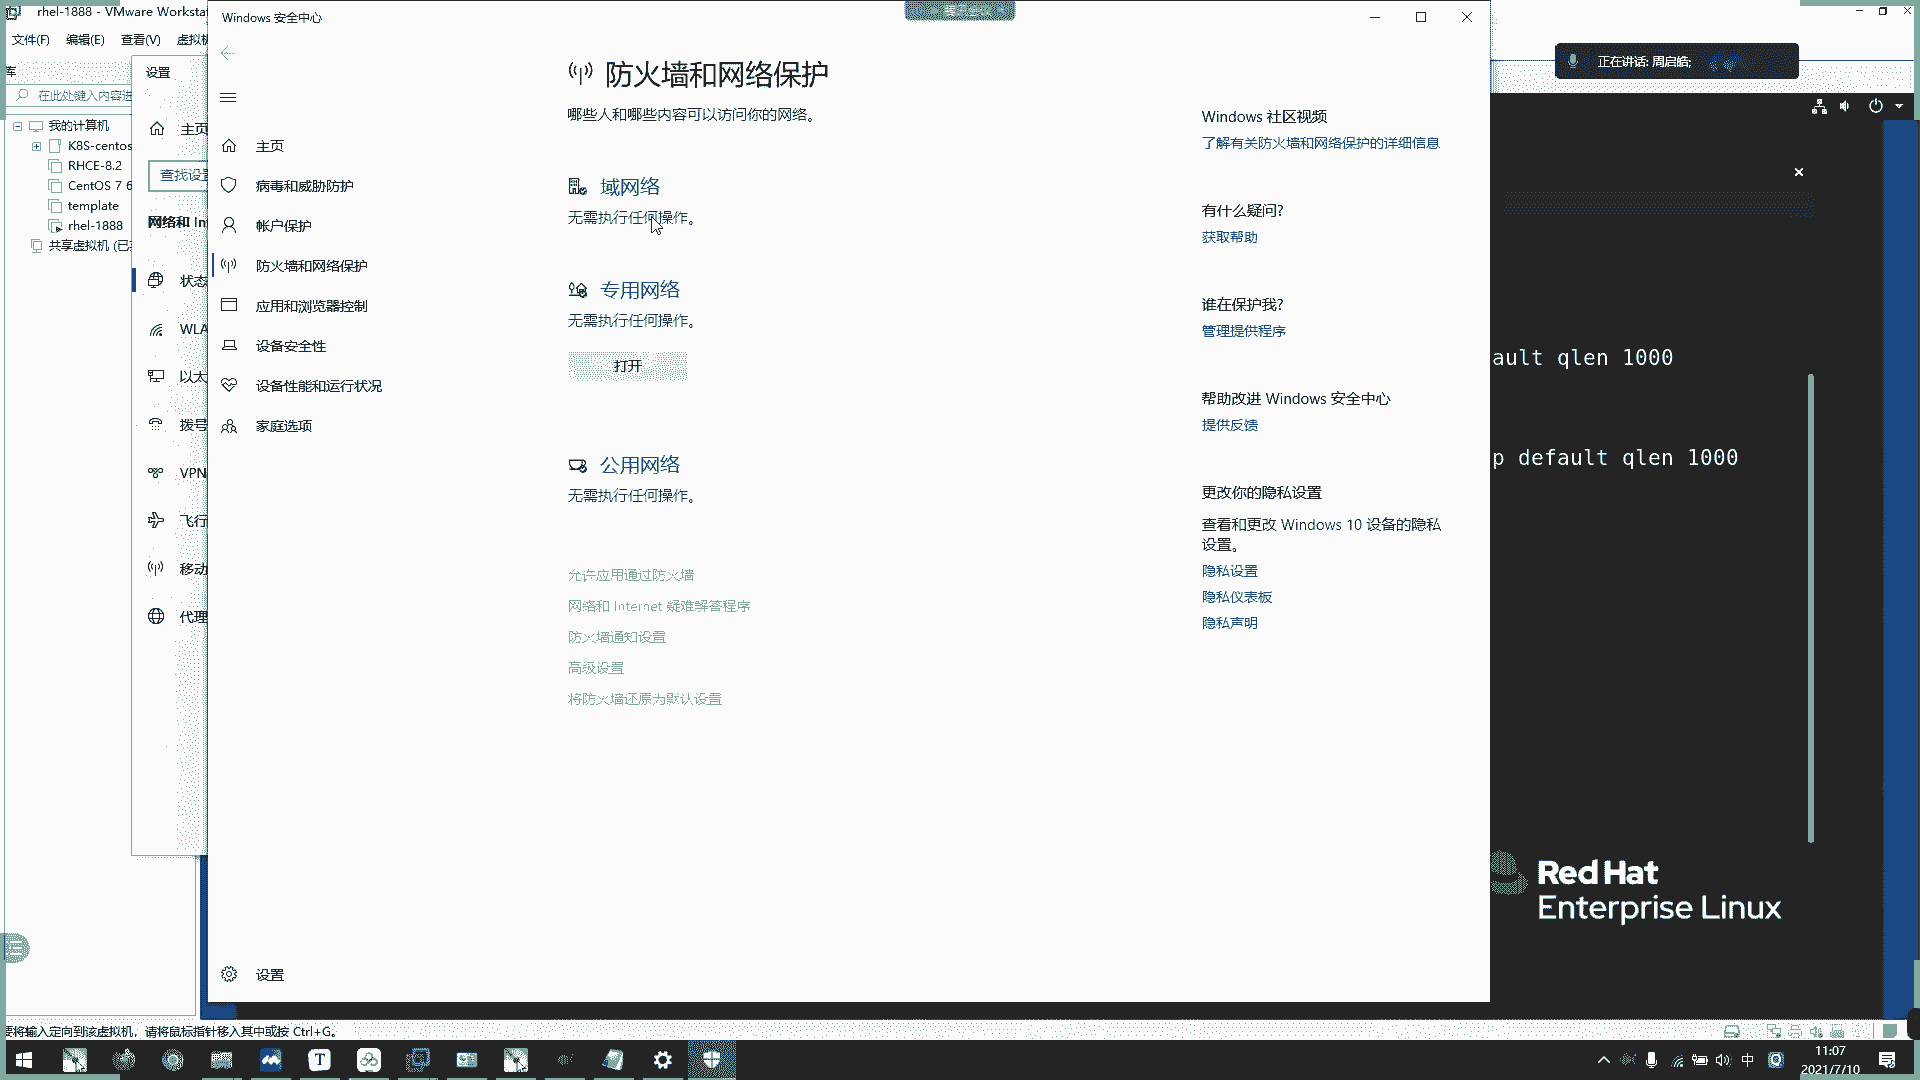 rhel-1888 - VMware Worksta
文件(F) 编辑(E) 查看(V) 虚拟机
库
在此处键入内容进
我的计算机
K8S-centos
RHCE-8.2
CentOS 7 6
template
rhel-1888
共享虚拟机 (已
设置
主页
查找设置
网络和 In
状态
WLA
以太
拨号
VPN
飞行
移动
代理
Windows 安全中心
主页
病毒和威胁防护
帐户保护
防火墙和网络保护
应用和浏览器控制
设备安全性
设备性能和运行状况
家庭选项
设置
防火墙和网络保护
哪些人和哪些内容可以访问你的网络。
域网络
无需执行任何操作。
专用网络
无需执行任何操作。
打开
公用网络
无需执行任何操作。
允许应用通过防火墙
网络和 Internet 疑难解答程序
防火墙通知设置
高级设置
将防火墙还原为默认设置
Windows 社区视频
了解有关防火墙和网络保护的详细信息
有什么疑问?
获取帮助
谁在保护我?
管理提供程序
帮助改进 Windows 安全中心
提供反馈
更改你的隐私设置
查看和更改 Windows 10 设备的隐私
设置。
隐私设置
隐私仪表板
隐私声明
正在讲话: 周启皓;
ault qlen 1000
p default qlen 1000
Red Hat
Enterprise Linux
要将输入定向到该虚拟机，请将鼠标指针移入其中或按 Ctrl+G。
T
中
11:07
2021/7/10